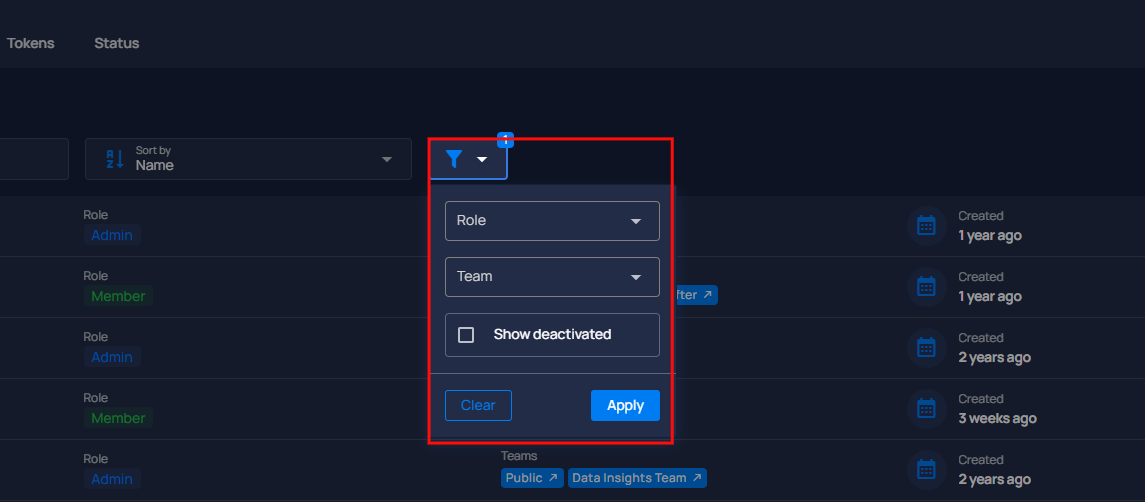 Tokens Status
Sort by
Name
1
Role
Team
Show deactivated
Clear Apply
Role
Admin
Created
1 year ago
Role
Member
fter
Created
1 year ago
Role
Admin
Created
2 years ago
Role
Member
Created
3 weeks ago
Role
Admin
Teams
Public Data Insights Team
Created
2 years ago